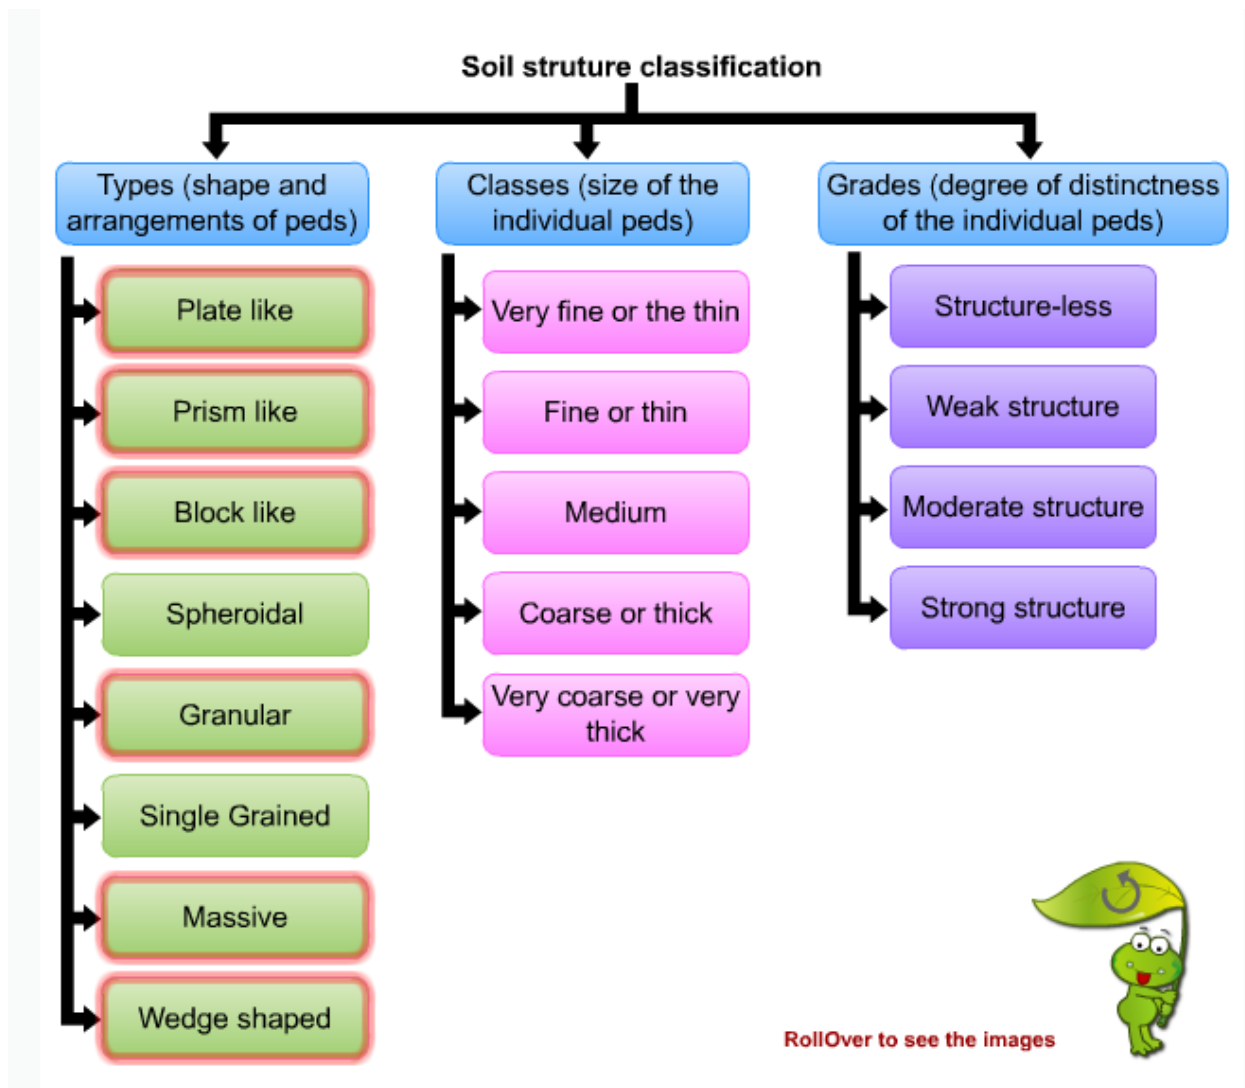 Soil struture classification
Types (shape and
arrangements of peds)
Plate like
Prism like
Block like
Spheroidal
Granular
Single Grained
Massive
Wedge shaped
Classes (size of the
individual peds)
Very fine or the thin
Fine or thin
Medium
Coarse or thick
Very coarse or very
thick
Grades (degree of distinctness
of the individual peds)
Structure-less
Weak structure
Moderate structure
Strong structure
RollOver to see the images